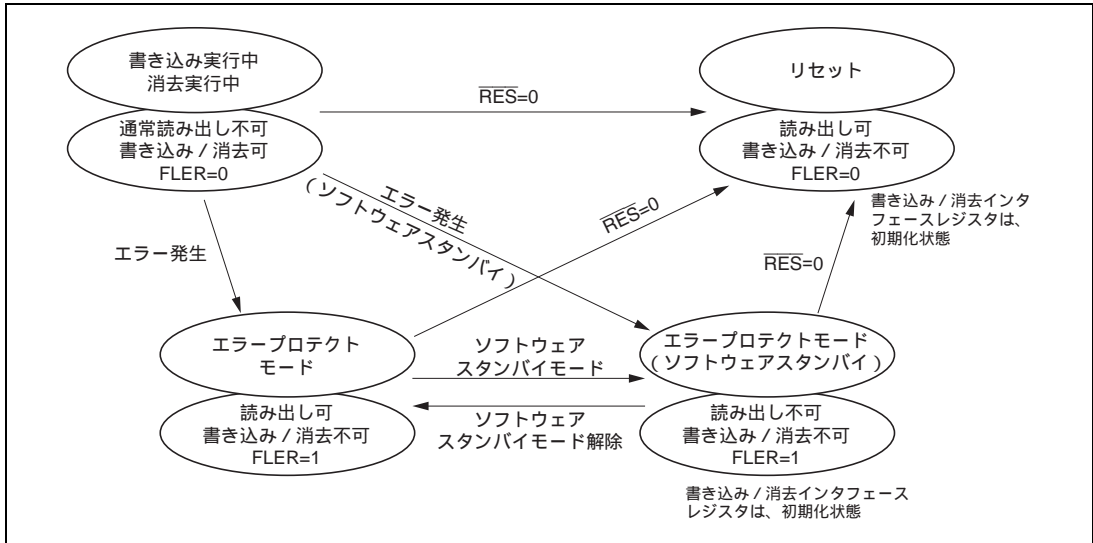 書き込み実行中
消去実行中
通常読み出し不可
書き込み / 消去可
FLER=0
RES=0
リセット
読み出し可
書き込み / 消去不可
FLER=0
書き込み / 消去インタ
フェースレジスタは、
初期化状態
エラー発生
エラー発生
(ソフトウェアスタンバイ)
RES=0
RES=0
エラープロテクト
モード
読み出し可
書き込み / 消去不可
FLER=1
ソフトウェア
スタンバイモード
ソフトウェア
スタンバイモード解除
エラープロテクトモード
(ソフトウェアスタンバイ)
読み出し不可
書き込み / 消去不可
FLER=1
書き込み / 消去インタフェース
レジスタは、初期化状態